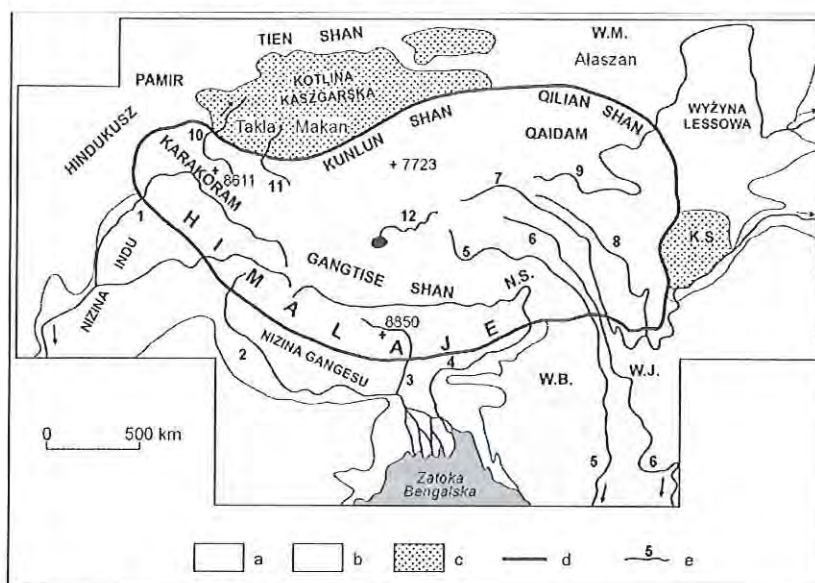 TIEN SHAN
W.M.
Ałaszan
PAMIR
KOTLINA
KASZGARSKA
QILIAN SHAN
WYŻYNA
LESSOWA
HINDUKUSZ
10
Takla Makan
KUNLUN SHAN
QAIDAM
KARAKORAM
8611
11
7723
9
7
1
12
8
K.S.
6
5
HIMALAJE
GANGTISE SHAN
N.S.
NIZINA INDU
8850
2
NIZINA GANGESU
3
4
W.B.
W.J.
0 500 km
5
6
Zatoka
Bengalska
a b c d 5 e